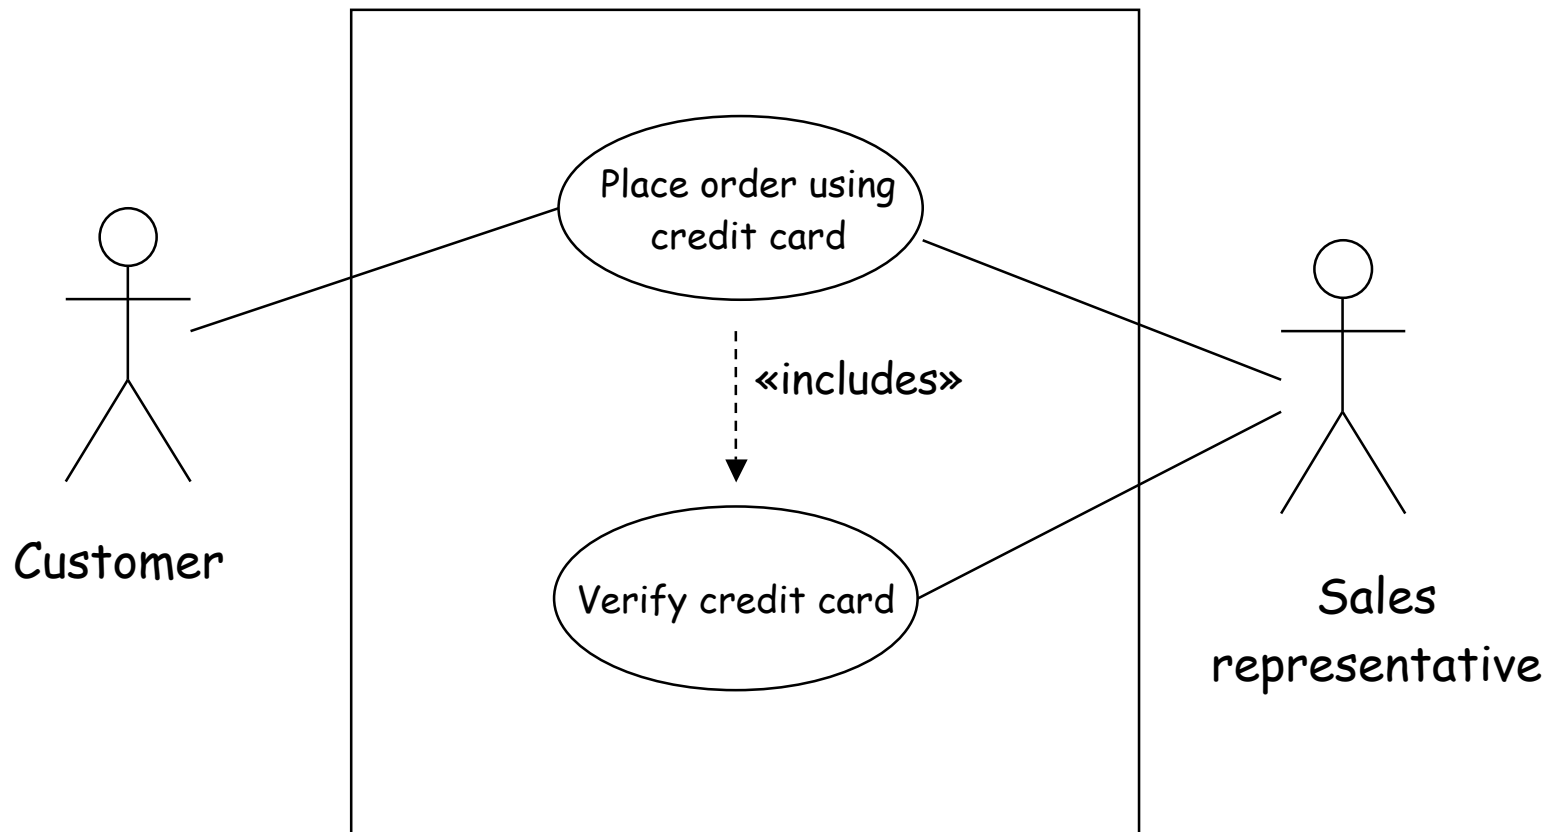 Place order using
credit card
«includes»
Customer
Verify credit card
Sales
representative